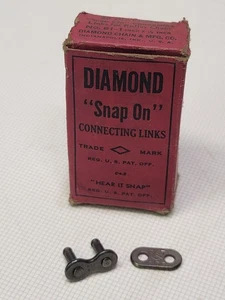 DIAMOND CHAIN & MFG. CO.
DIAMOND
"Snap On"
CONNECTING LINKS
TRADE MARK
REG. U. S. PAT. OFF.
"HEAR IT SNAP"
REG. U. S. PAT. OFF.